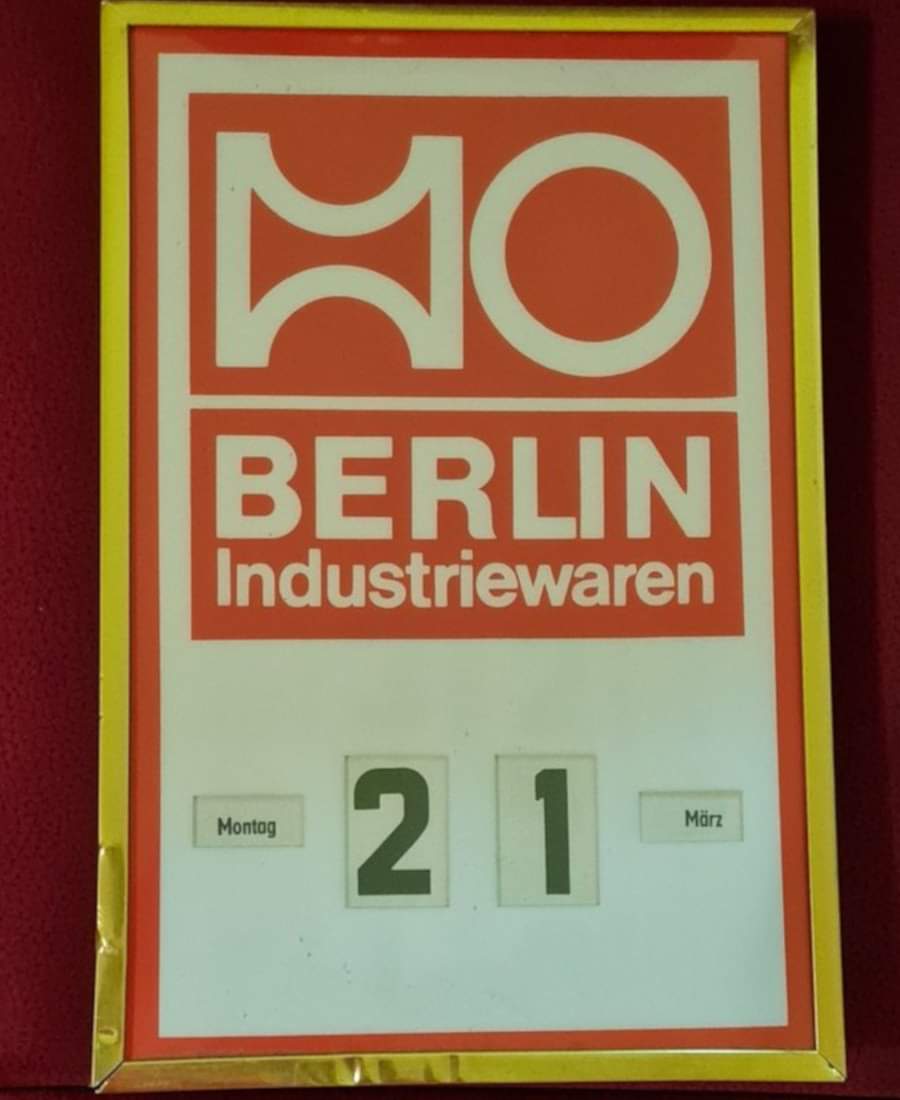 HO
BERLIN
Industriewaren
Montag 21 März